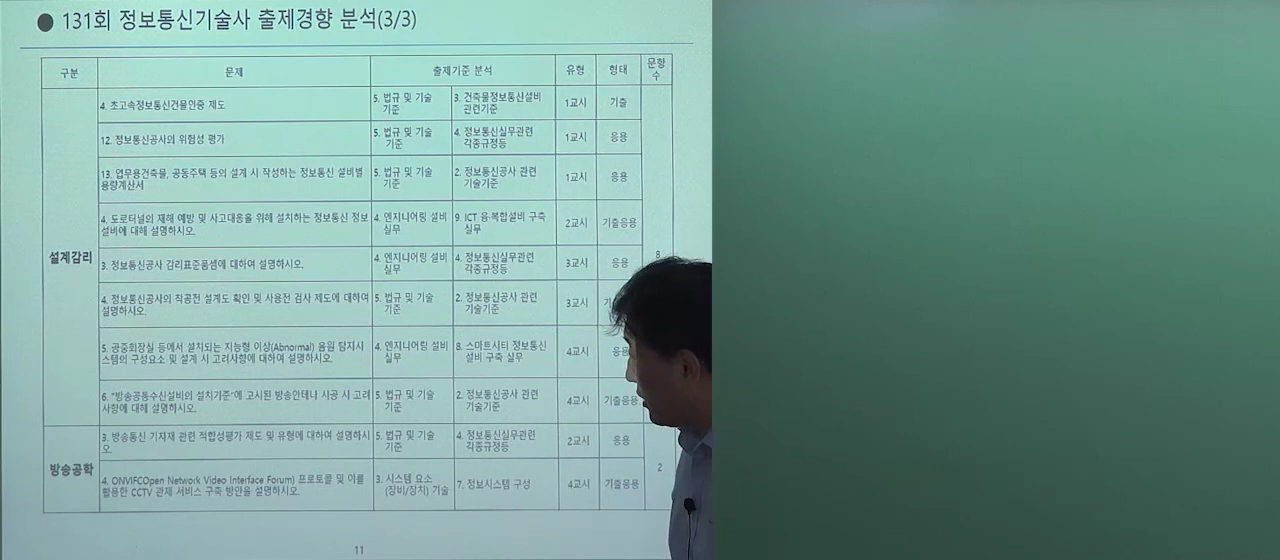 ● 131회 정보통신기술사 출제경향 분석(3/3)
구분 문제 출제기준 분석 유형 형태 문항
수
설계감리
4. 초고속정보통신건물인증 제도 5. 법규 및 기술 3. 건축물정보통신설비 1교시 기출
기준 관련기준
12. 정보통신공사의 위험성 평가 5. 법규 및 기술 4. 정보통신실무관련 1교시 응용
기준 각종규정등
13. 업무용건축물, 공동주택 등의 설계 시 작성하는 정보통신 설비별 5. 법규 및 기술 2. 정보통신공사 관련 1교시 응용
용량계산서 기준 기술기준
4. 도로터널의 재해 예방 및 사고대응을 위해 설치하는 정보통신 정보 4. 엔지니어링 설비 9. ICT 융·복합설비 구축 2교시 기출응용
설비에 대해 설명하시오. 실무 실무
8
3. 정보통신공사 감리표준품셈에 대하여 설명하시오. 4. 엔지니어링 설비 4. 정보통신실무관련 3교시 응용
실무 각종규정등
4. 정보통신공사의 착공전 설계도 확인 및 사용전 검사 제도에 대하여 5. 법규 및 기술 2. 정보통신공사 관련 3교시
설명하시오. 기준 기술기준
5. 공중화장실 등에서 설치되는 지능형 이상(Abnormal) 음원 탐지시 4. 엔지니어링 설비 8. 스마트시티 정보통신 4교시 응용
스템의 구성요소 및 설계 시 고려사항에 대하여 설명하시오. 실무 설비 구축 실무
6. "방송공동수신설비의 설치기준"에 고시된 방송안테나 시공 시 고려 5. 법규 및 기술 2. 정보통신공사 관련 4교시 기출응용
사항에 대해 설명하시오. 기준 기술기준
방송공학
3. 방송통신 기자재 관련 적합성평가 제도 및 유형에 대하여 설명하시 5. 법규 및 기술 4. 정보통신실무관련 2교시 응용
오. 기준 각종규정등
2
4. ONVIFCOpen Network Video Interface Forum) 프로토콜 및 이를 3. 시스템 요소 7. 정보시스템 구성 4교시 기출응용
활용한 CCTV 관제 서비스 구축 방안을 설명하시오. (장비/장치) 기술
11